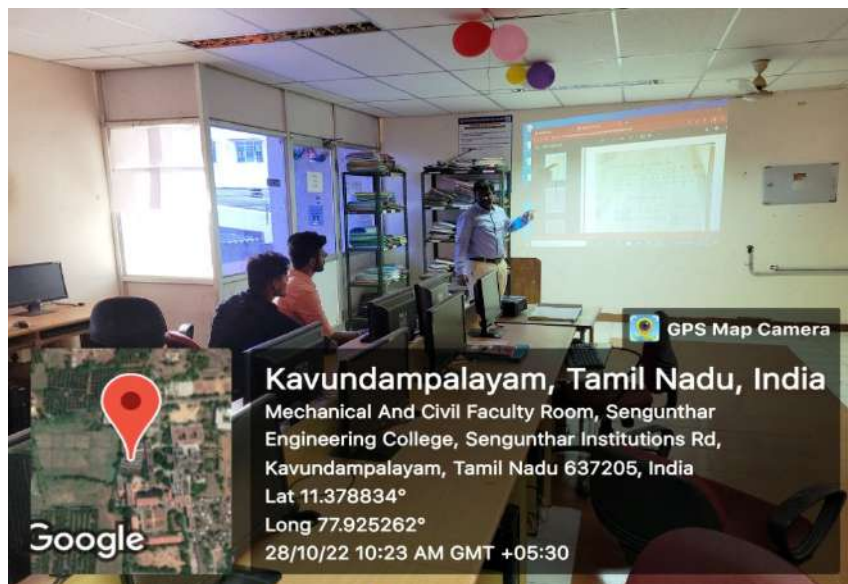 GPS Map Camera
Kavundampalayam, Tamil Nadu, India
Mechanical And Civil Faculty Room, Sengunthar
Engineering College, Sengunthar Institutions Rd,
Kavundampalayam, Tamil Nadu 637205, India
Lat 11.378834°
Long 77.925262°
28/10/22 10:23 AM GMT +05:30
Google